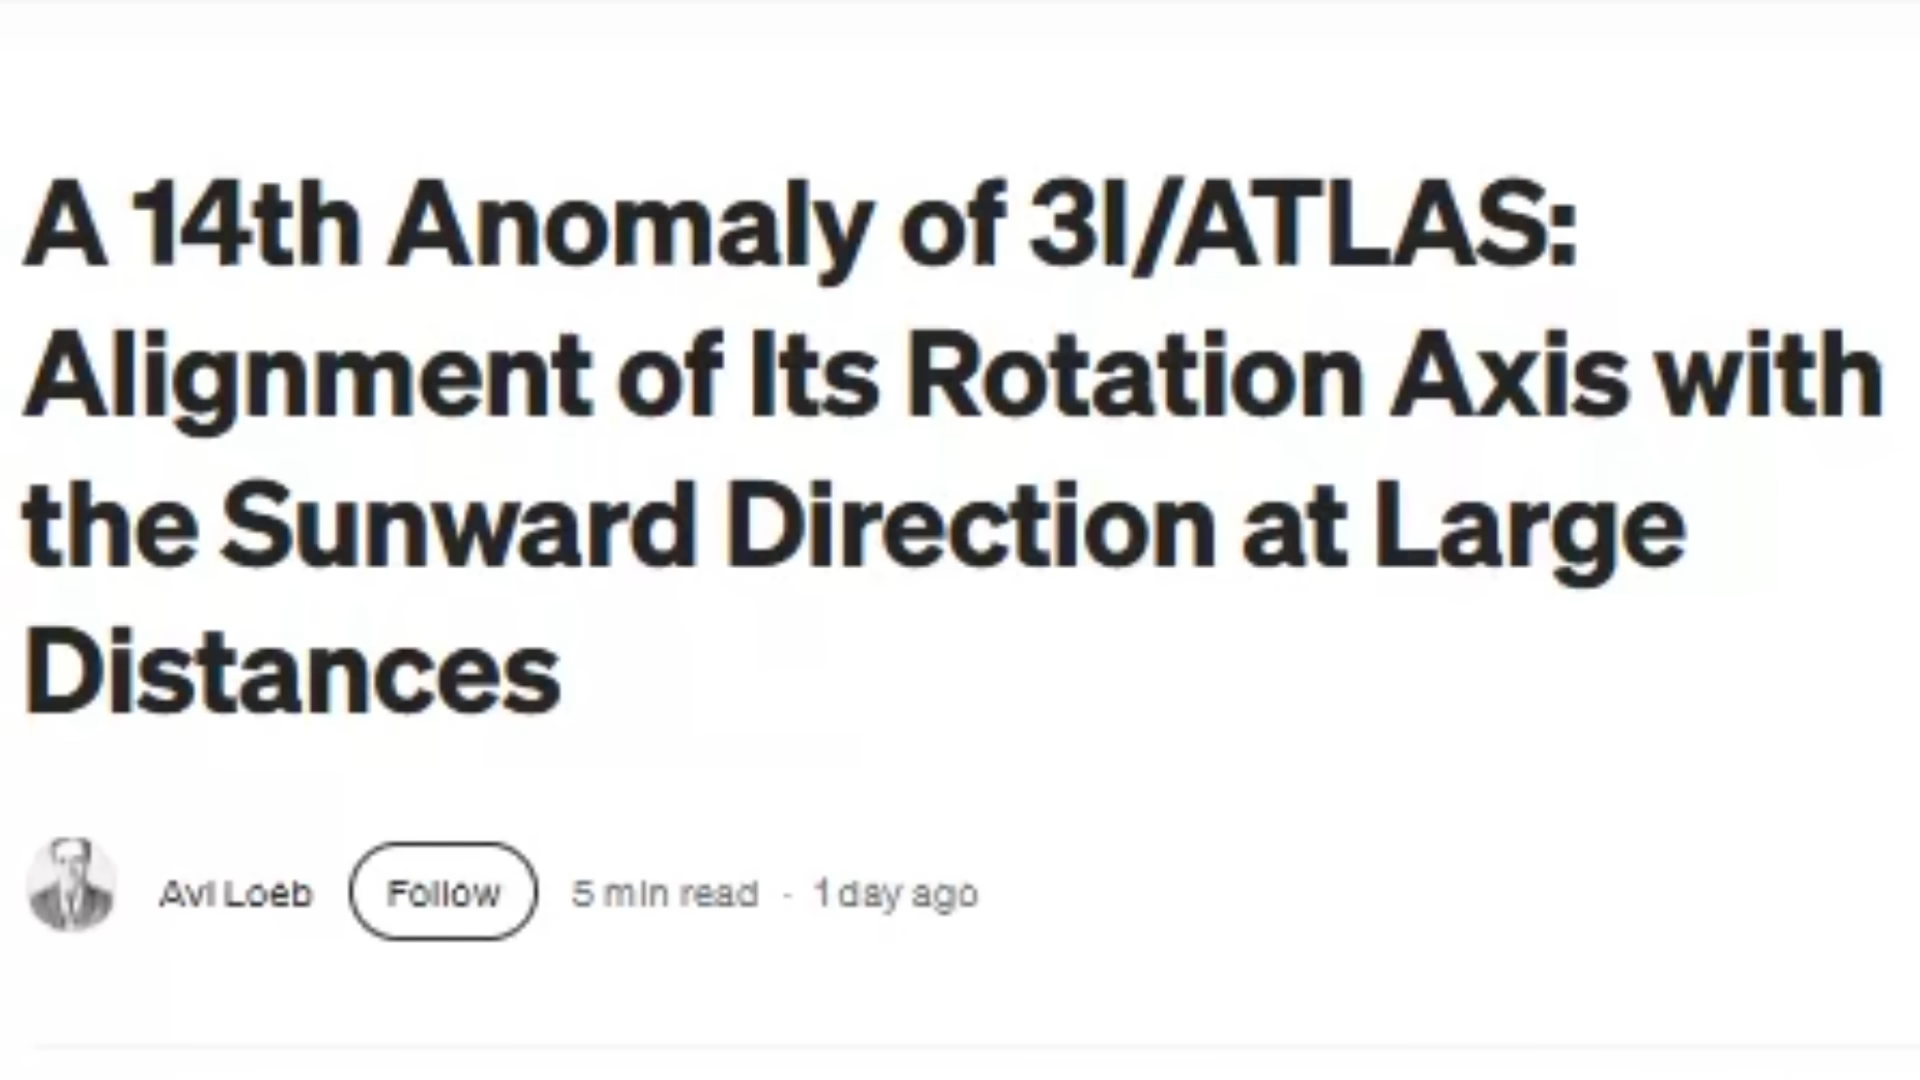 A 14th Anomaly of 3I/ATLAS:
Alignment of Its Rotation Axis with
the Sunward Direction at Large
Distances
Avi Loeb Follow 5 min read · 1 day ago